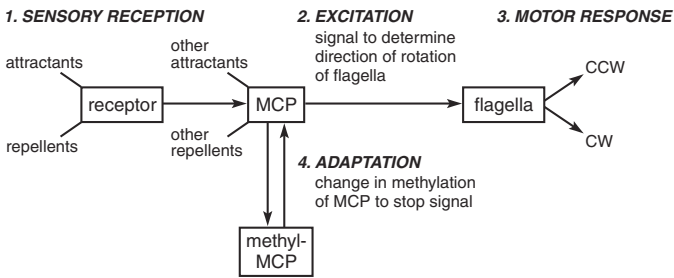 1. SENSORY RECEPTION
2. EXCITATION
signal to determine
direction of rotation
of flagella
3. MOTOR RESPONSE
attractants
repellents
receptor
other
attractants
other
repellents
MCP
flagella
CCW
CW
4. ADAPTATION
change in methylation
of MCP to stop signal
methyl-
MCP